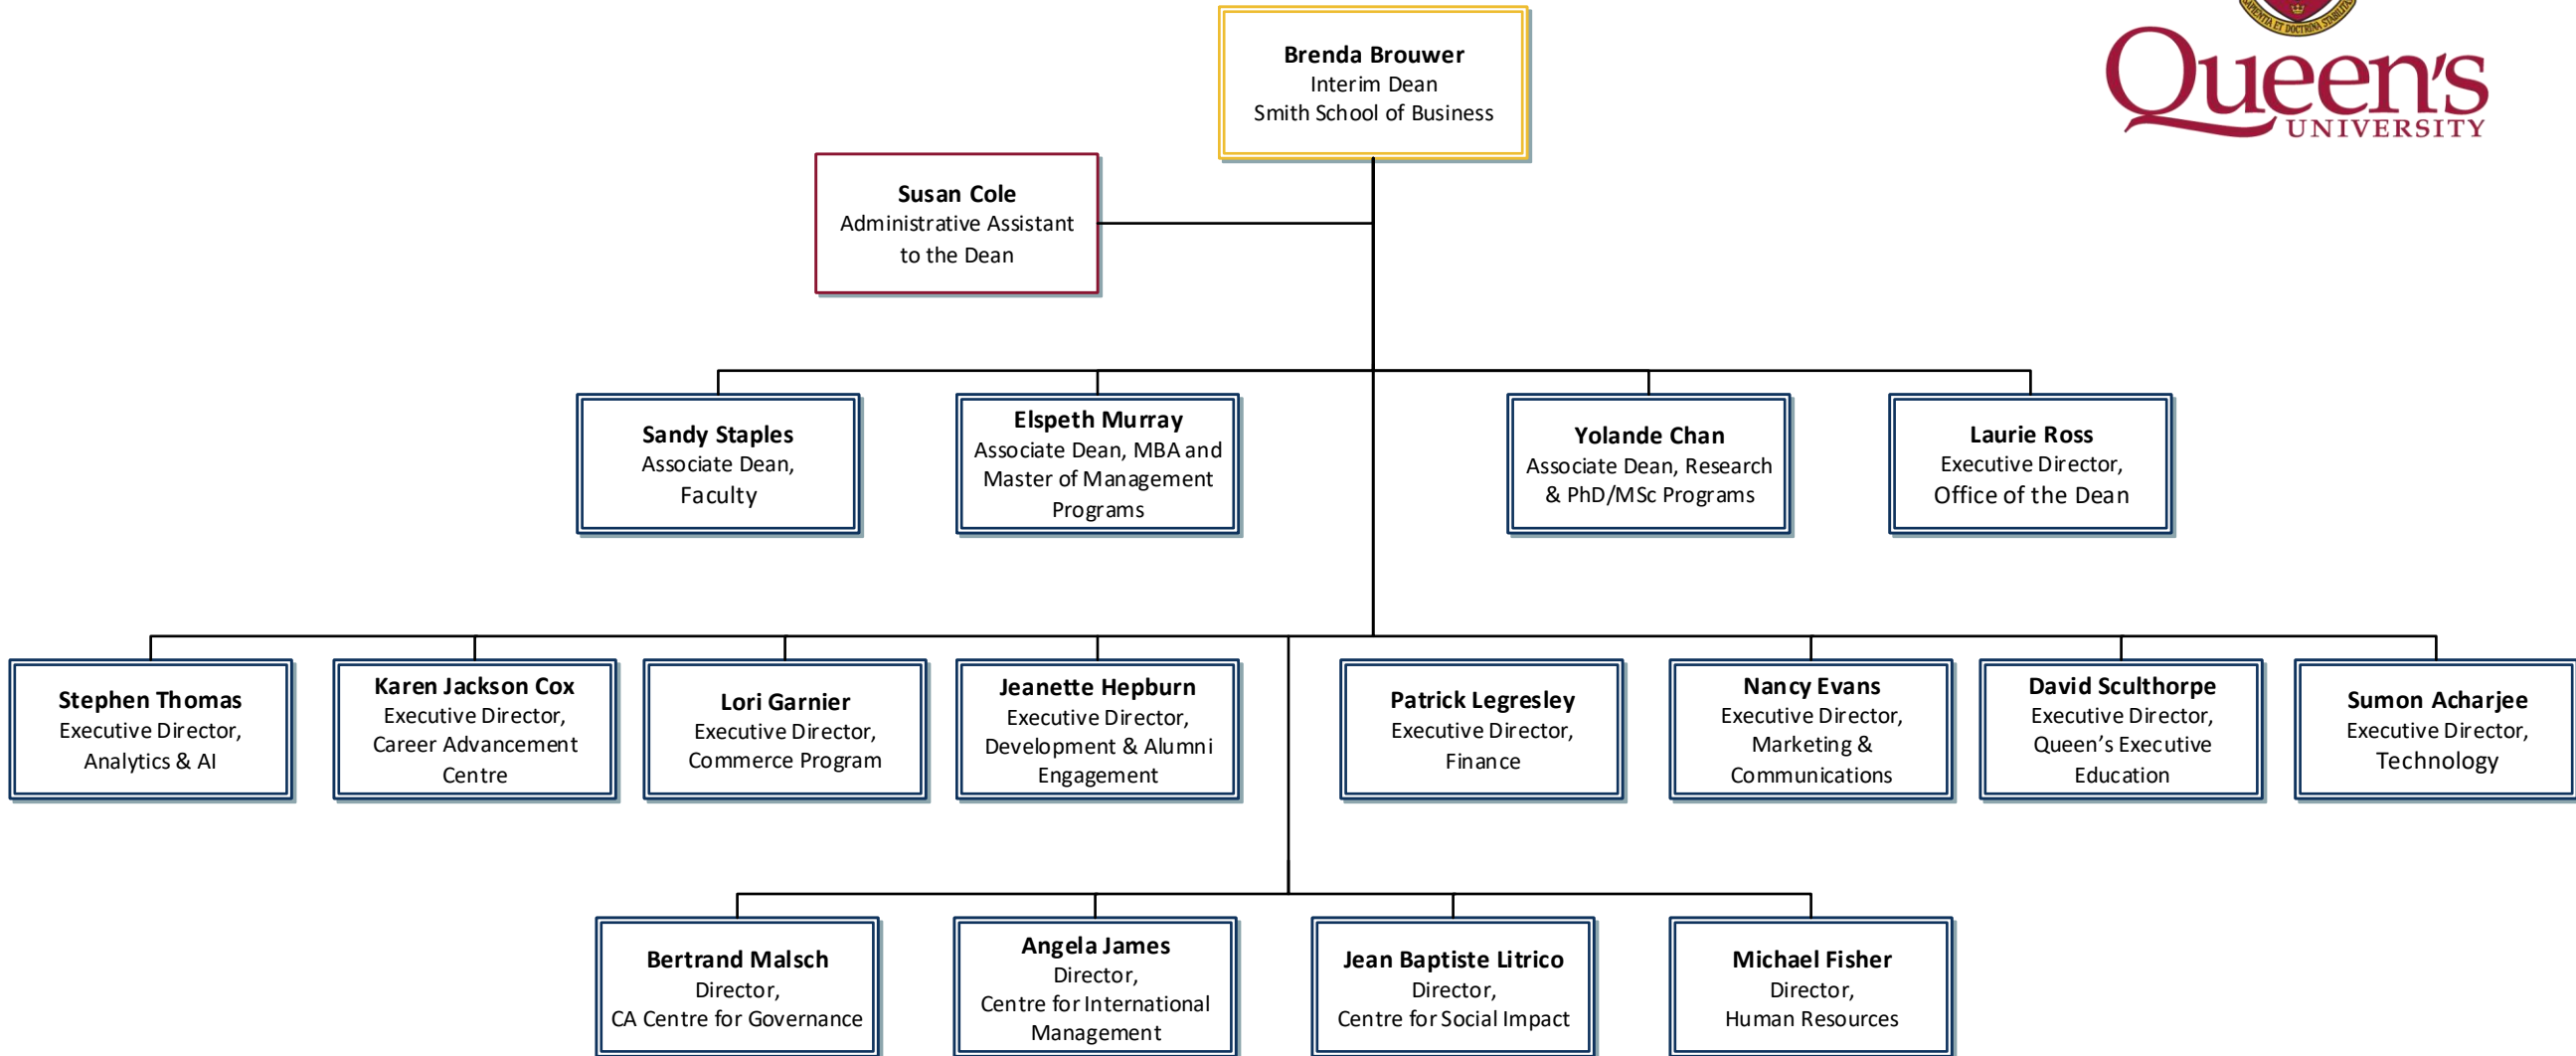 SAPIENTIA ET DOCTRINA STABILITAS
Queen's
UNIVERSITY
Brenda Brouwer
Interim Dean
Smith School of Business
Susan Cole
Administrative Assistant
to the Dean
Sandy Staples
Associate Dean,
Faculty
Elspeth Murray
Associate Dean, MBA and
Master of Management
Programs
Yolande Chan
Associate Dean, Research
& PhD/MSc Programs
Laurie Ross
Executive Director,
Office of the Dean
Stephen Thomas
Executive Director,
Analytics & AI
Karen Jackson Cox
Executive Director,
Career Advancement
Centre
Lori Garnier
Executive Director,
Commerce Program
Jeanette Hepburn
Executive Director,
Development & Alumni
Engagement
Patrick Legresley
Executive Director,
Finance
Nancy Evans
Executive Director,
Marketing &
Communications
David Sculthorpe
Executive Director,
Queen’s Executive
Education
Sumon Acharjee
Executive Director,
Technology
Bertrand Malsch
Director,
CA Centre for Governance
Angela James
Director,
Centre for International
Management
Jean Baptiste Litrico
Director,
Centre for Social Impact
Michael Fisher
Director,
Human Resources